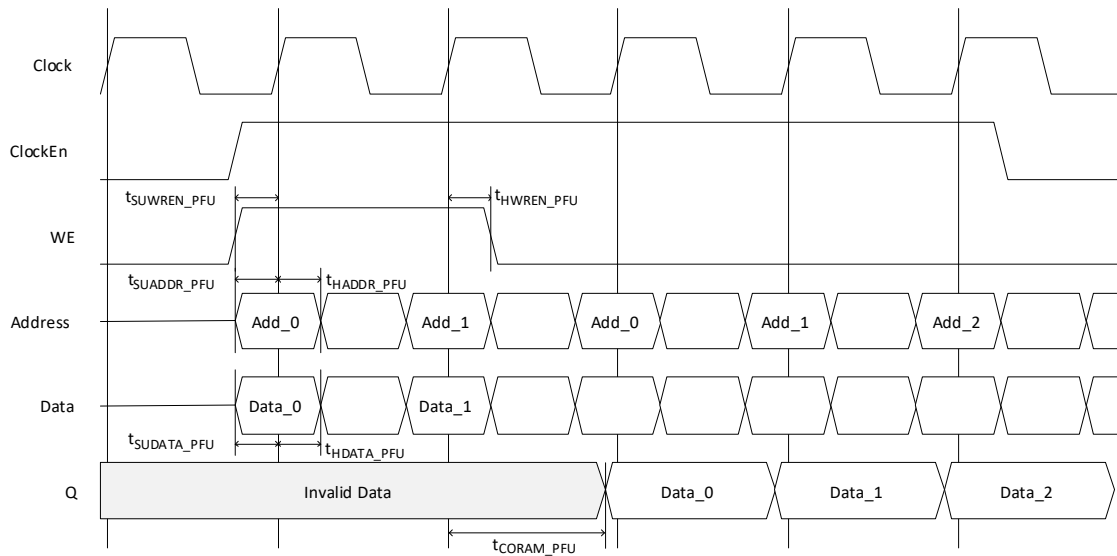 Clock
ClockEn
tSUWREN_PFU tHWREN_PFU
WE
tSUADDR_PFU tHADDR_PFU
Address Add_0 Add_1 Add_0 Add_1 Add_2
Data Data_0 Data_1
tSUDATA_PFU tHDATA_PFU
Q Invalid Data Data_0 Data_1 Data_2
tCORAM_PFU